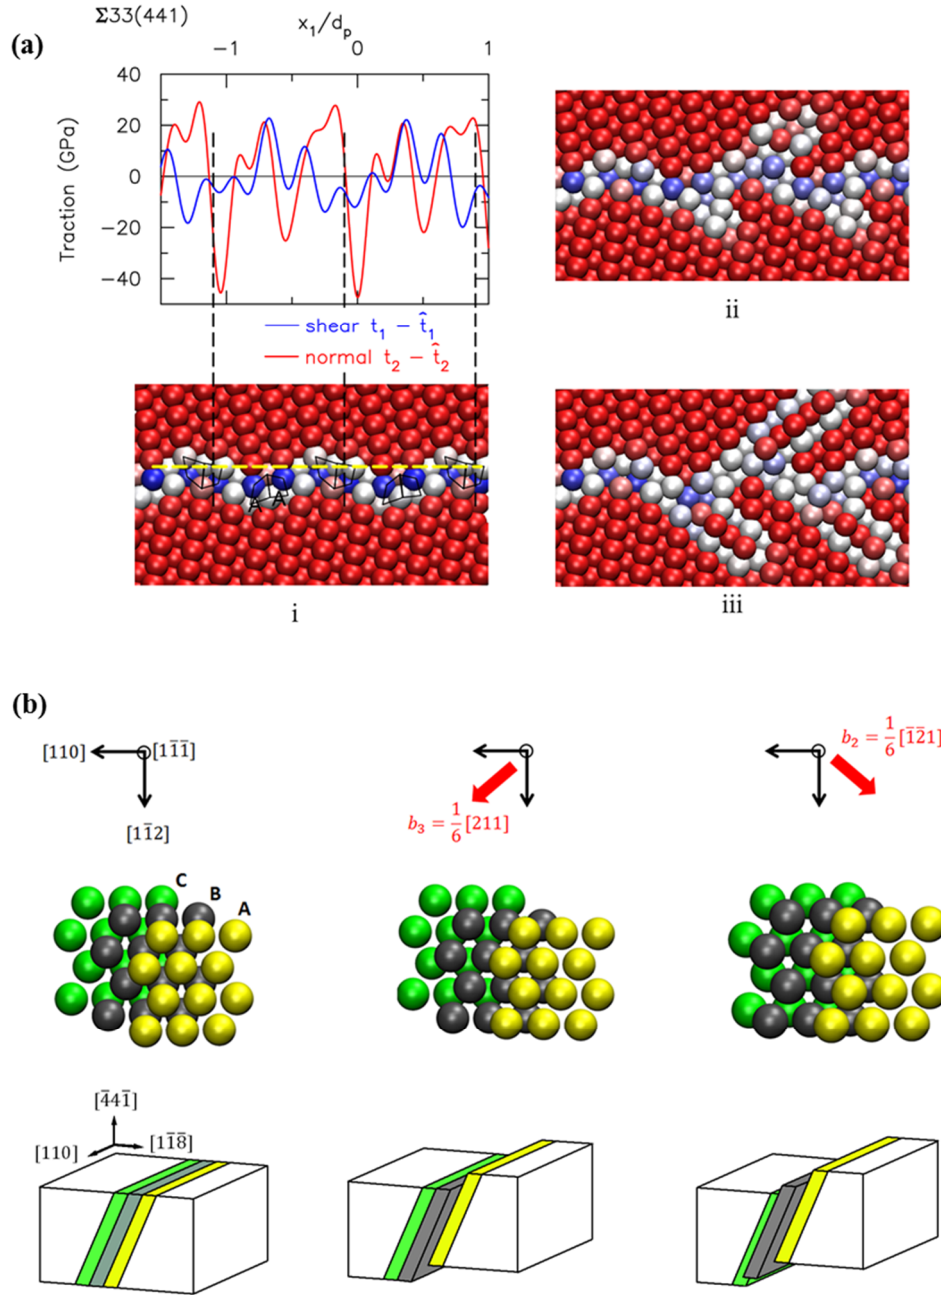 Σ33(441)
(a)
x₁/dₚ
−1 0 1
40
20
0
−20
−40
Traction (GPa)
shear t₁ − t̂₁
normal t₂ − t̂₂
A A
i
ii
iii
(b)
[110] [11̅1̅]
[11̅2]
b₃ = 1/6 [211]
b₂ = 1/6 [1̅2̅1]
C
B
A
[4̅41̅]
[110] [11̅8̅]